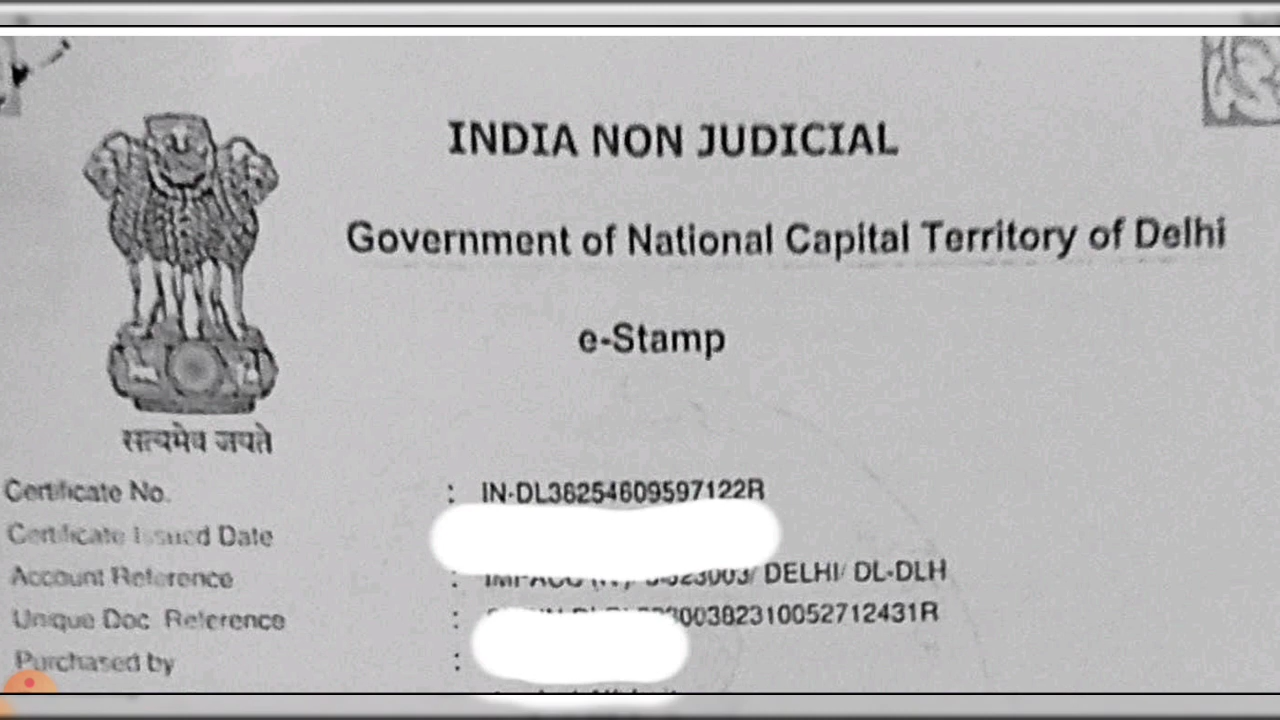 INDIA NON JUDICIAL
Government of National Capital Territory of Delhi
e-Stamp
सत्यमेव जयते
Certificate No. : IN-DL36254609597122R
Certificate Issued Date
Account Reference : DELHI/ DL-DLH
Unique Doc. Reference : 00382310052712431R
Purchased by :